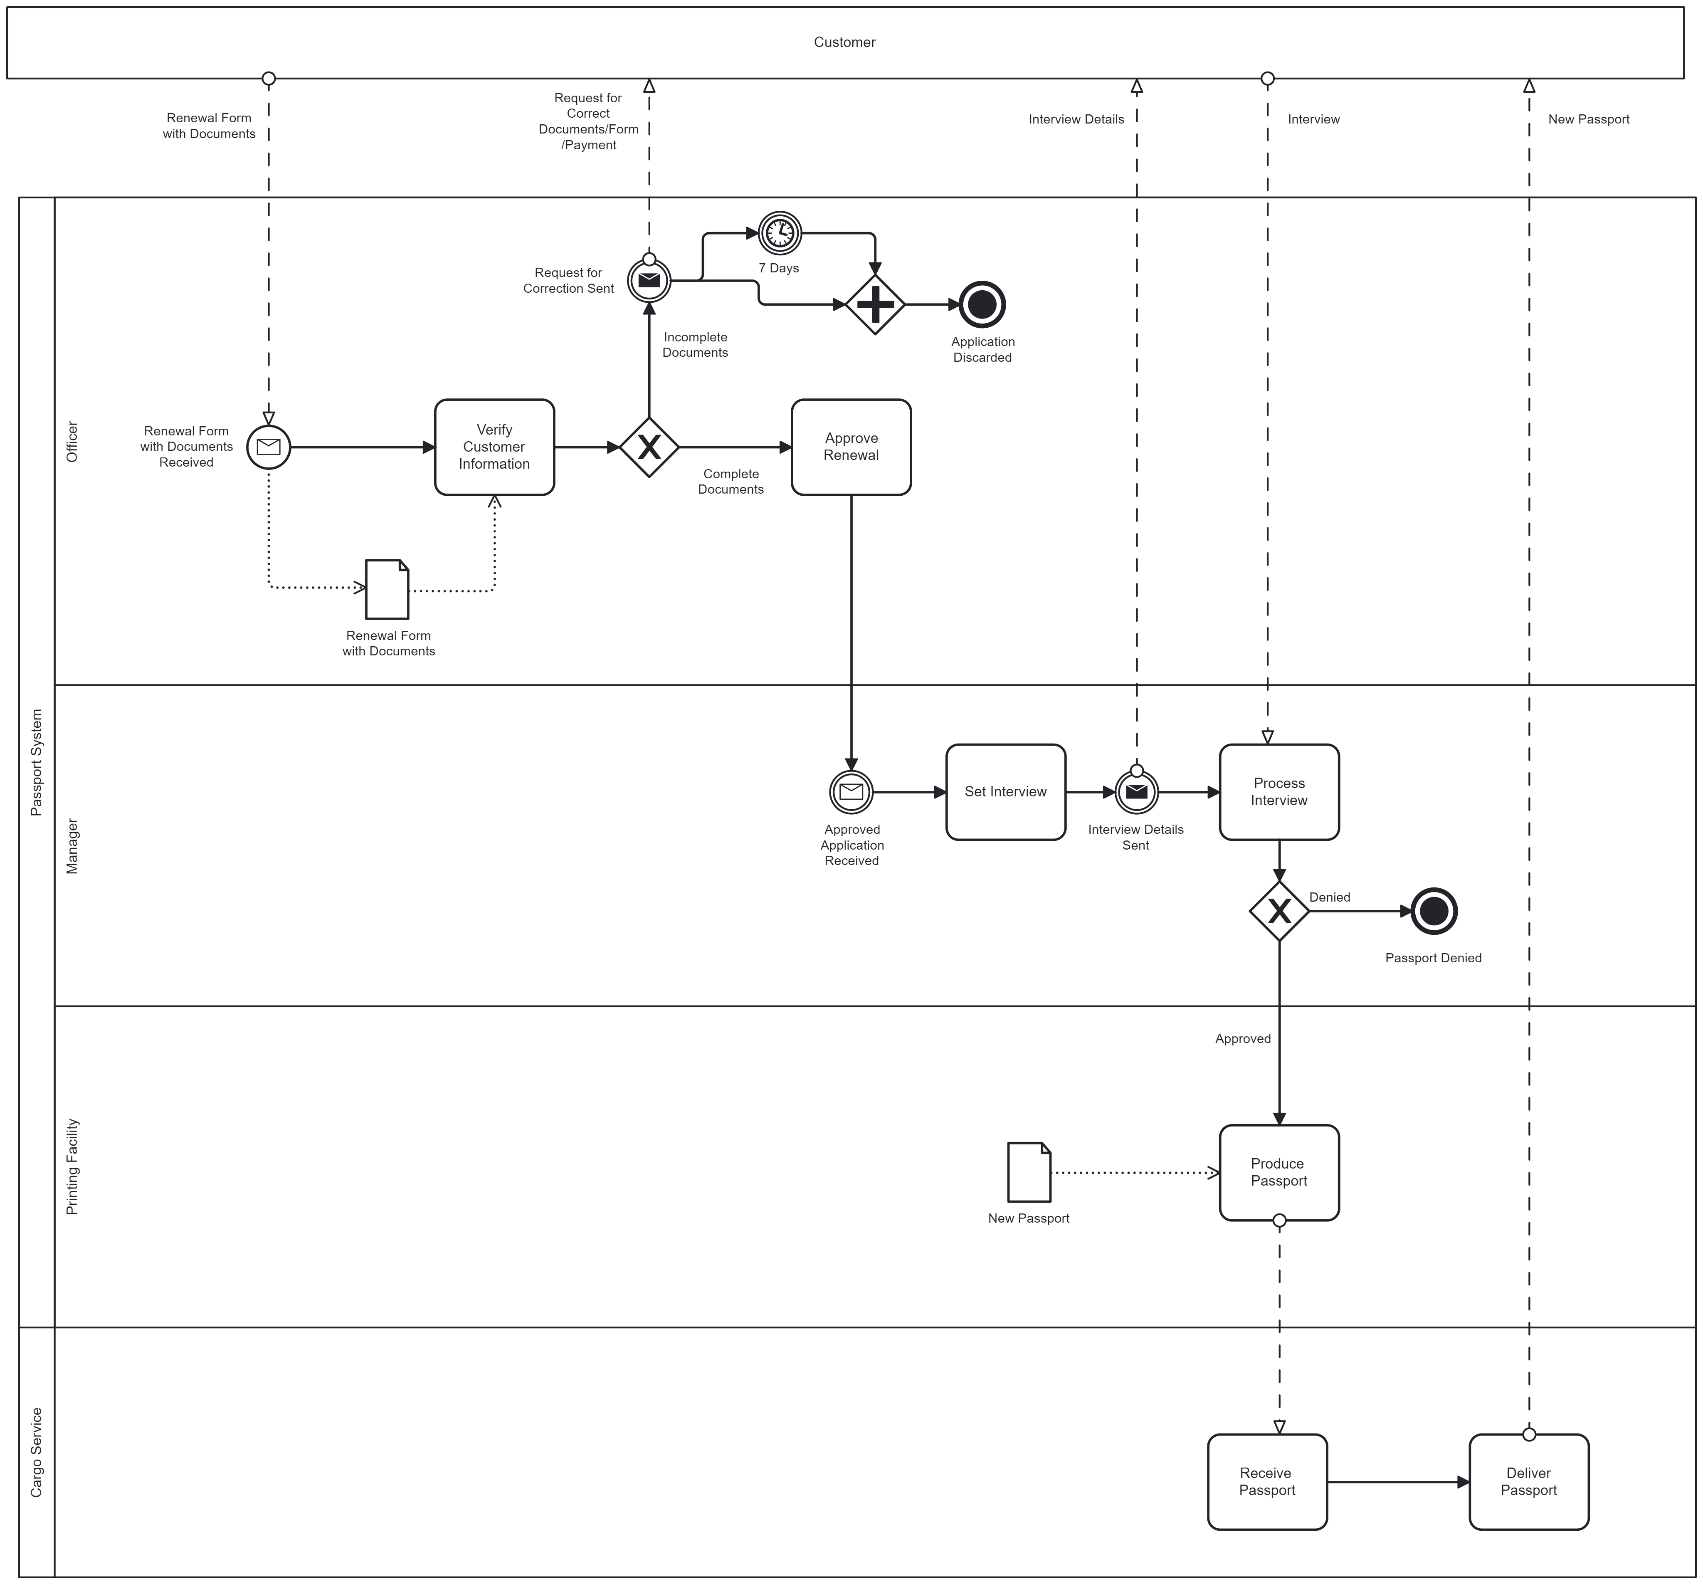 Customer
Renewal Form
with Documents
Request for
Correct
Documents/Form
/Payment
Interview Details
Interview
New Passport
Passport System
Officer
Request for
Correction Sent
7 Days
Application
Discarded
Incomplete
Documents
Renewal Form
with Documents
Received
Verify
Customer
Information
Complete
Documents
Approve
Renewal
Renewal Form
with Documents
Manager
Approved
Application
Received
Set Interview
Interview Details
Sent
Process
Interview
Denied
Passport Denied
Printing Facility
Approved
New Passport
Produce
Passport
Cargo Service
Receive
Passport
Deliver
Passport